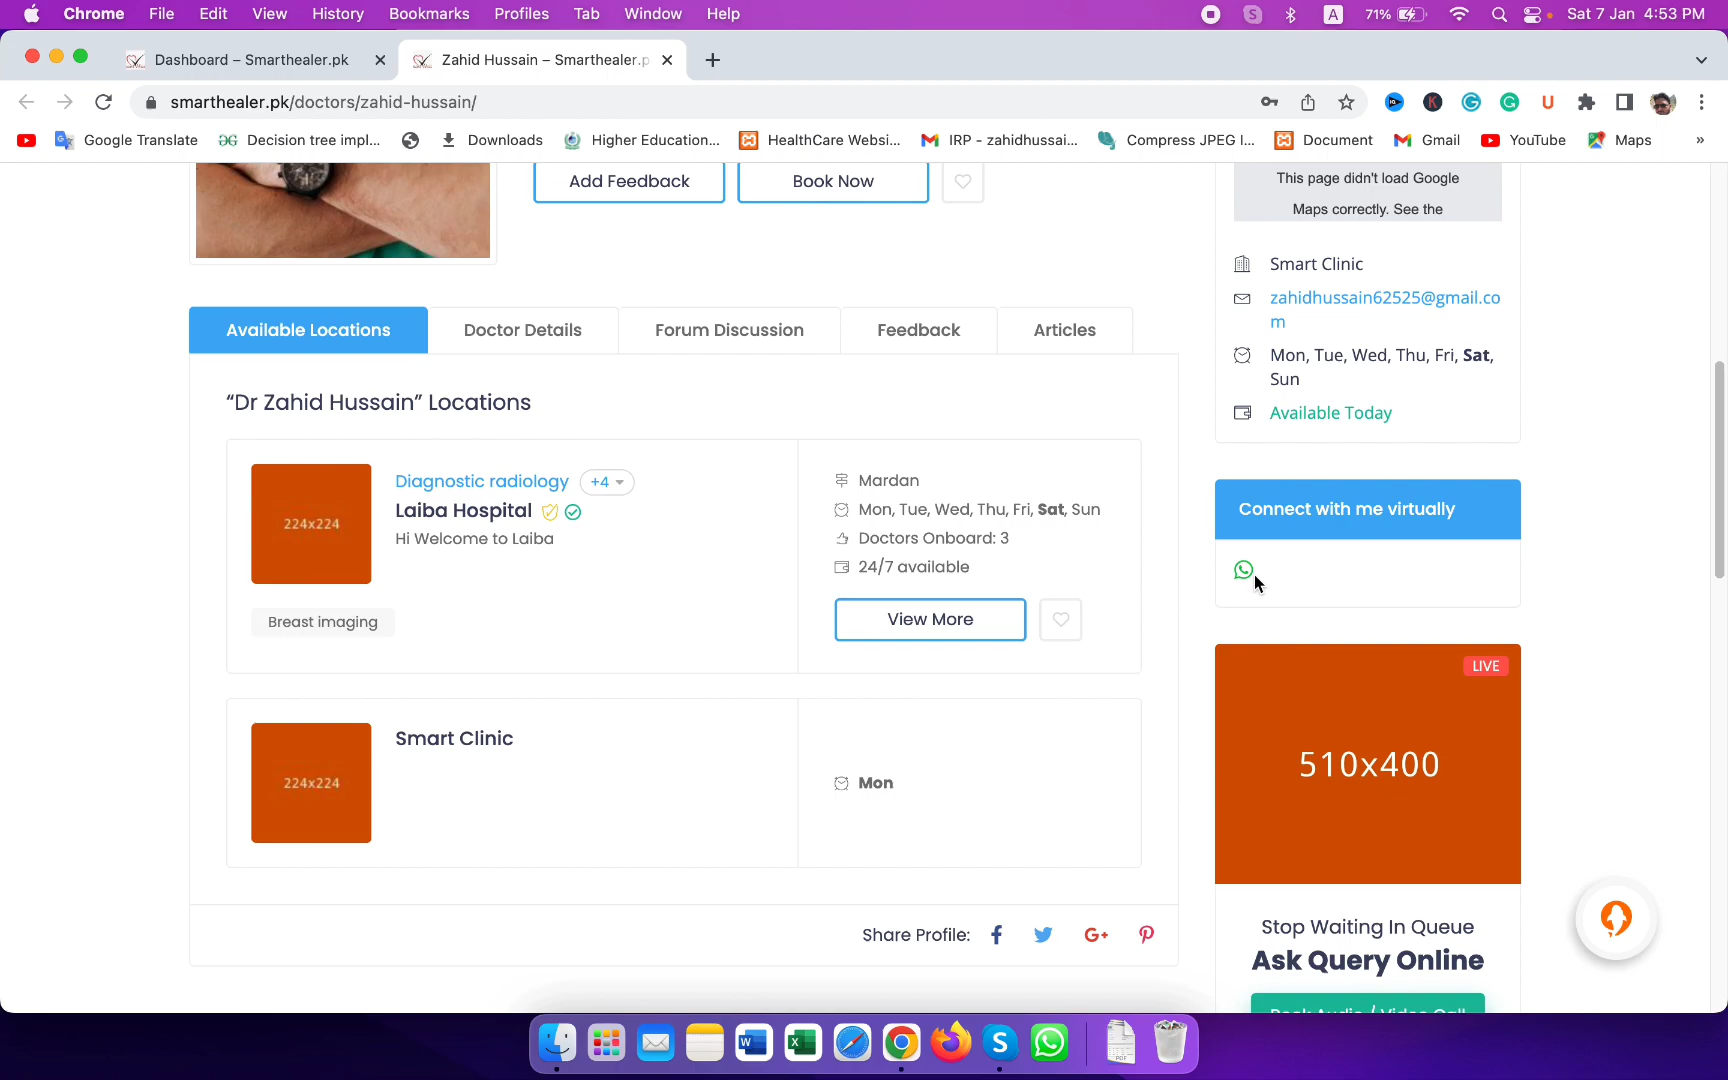 Chrome File Edit View History Bookmarks Profiles Tab Window Help
S A 71% Sat 7 Jan 4:53 PM
Dashboard – Smarthealer.pk
Zahid Hussain – Smarthealer.p
smarthealer.pk/doctors/zahid-hussain/
Google Translate Decision tree impl... Downloads Higher Education... HealthCare Websi... IRP - zahidhussai... Compress JPEG I... Document Gmail YouTube Maps »
Add Feedback
Book Now
Available Locations
Doctor Details
Forum Discussion
Feedback
Articles
“Dr Zahid Hussain” Locations
224x224
Diagnostic radiology +4
Laiba Hospital
Hi Welcome to Laiba
Breast imaging
Mardan
Mon, Tue, Wed, Thu, Fri, Sat, Sun
Doctors Onboard: 3
24/7 available
View More
224x224
Smart Clinic
Mon
Share Profile: f G+
This page didn't load Google
Maps correctly. See the
Smart Clinic
zahidhussain62525@gmail.co
m
Mon, Tue, Wed, Thu, Fri, Sat,
Sun
Available Today
Connect with me virtually
LIVE
510x400
Stop Waiting In Queue
Ask Query Online
Book Audio / Video Call
W X S
PDF